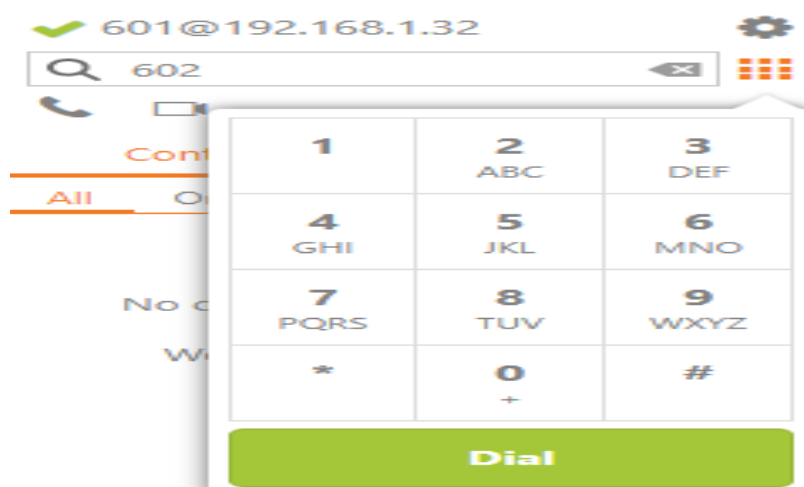 601@192.168.1.32
602
Cont
All O
1 2 3
ABC DEF
4 5 6
GHI JKL MNO
7 8 9
PQRS TUV WXYZ
* 0 #
+
No
W
Dial